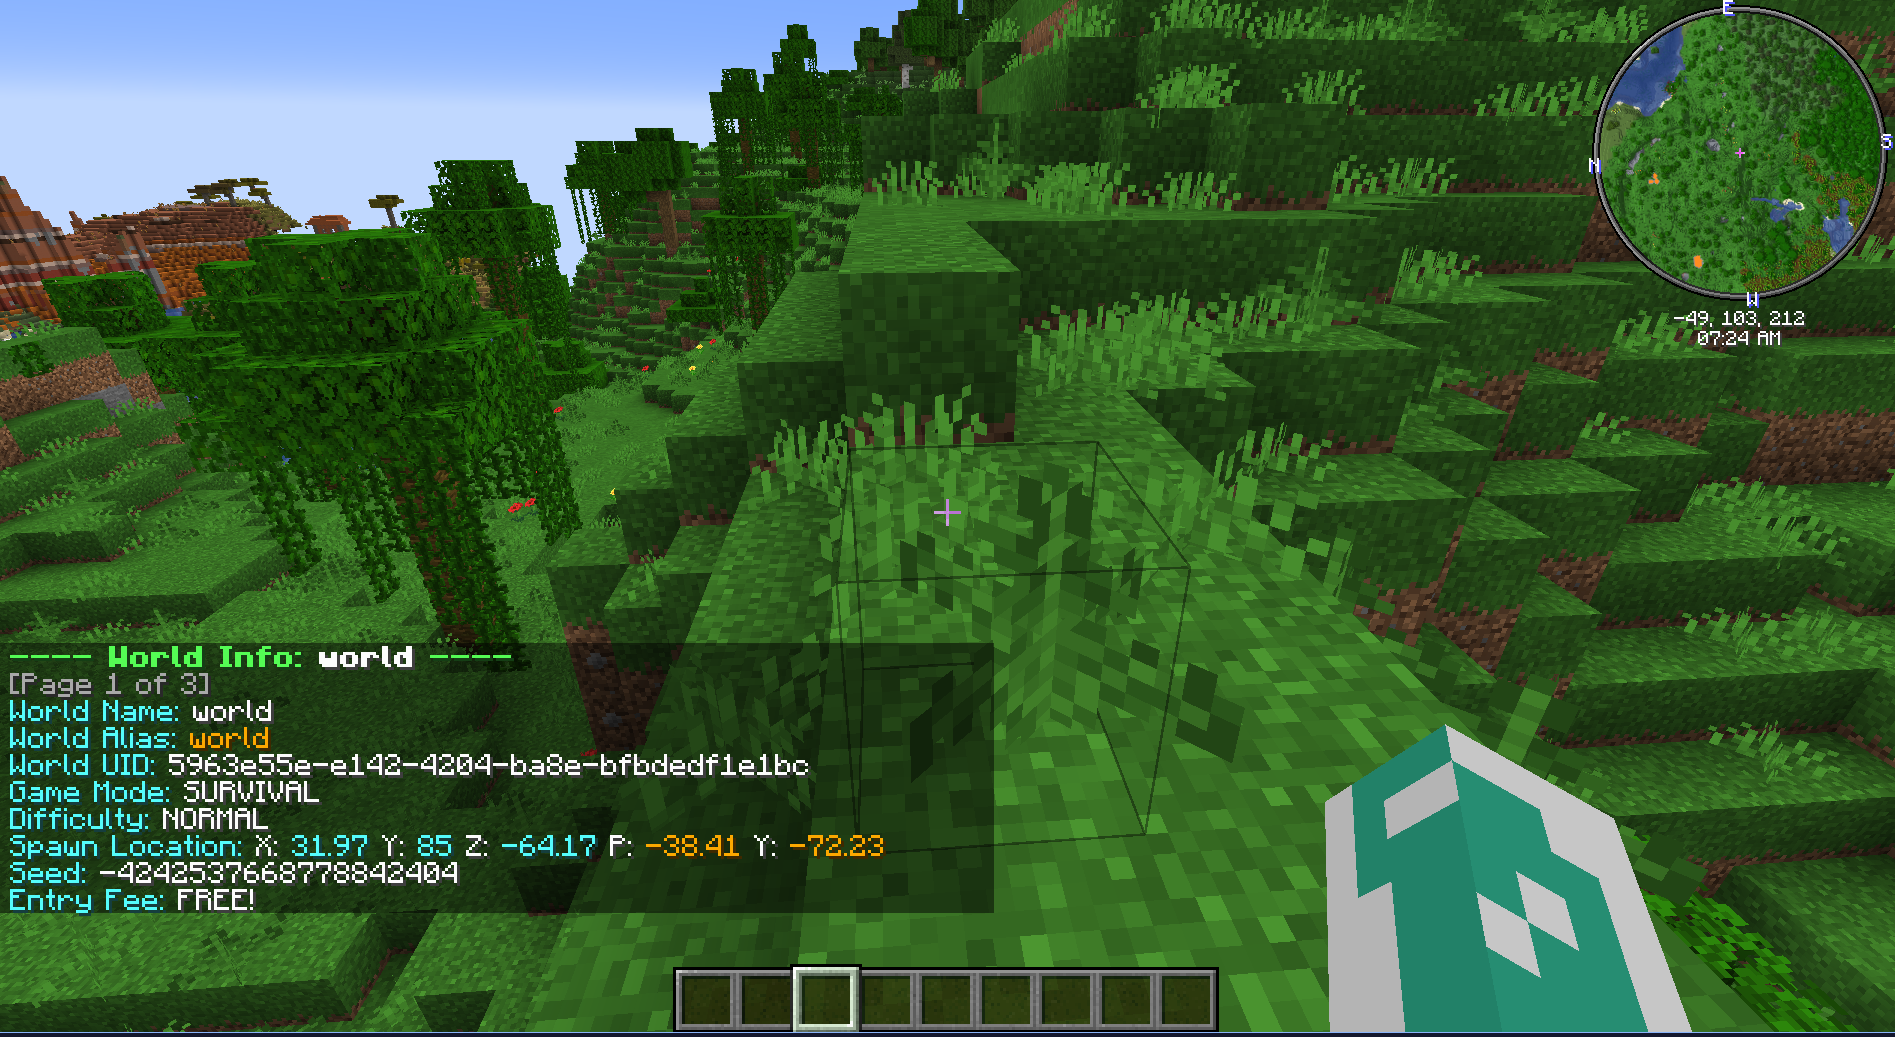 E
N
S
W
-49, 103, 212
07:24 AM
---- World Info: world ----
[Page 1 of 3]
World Name: world
World Alias: world
World UID: 5963e55e-e142-4204-ba8e-bfbdedf1e1bc
Game Mode: SURVIVAL
Difficulty: NORMAL
Spawn Location: X: 31.97 Y: 85 Z: -64.17 P: -38.41 Y: -72.23
Seed: -4242537668778842404
Entry Fee: FREE!